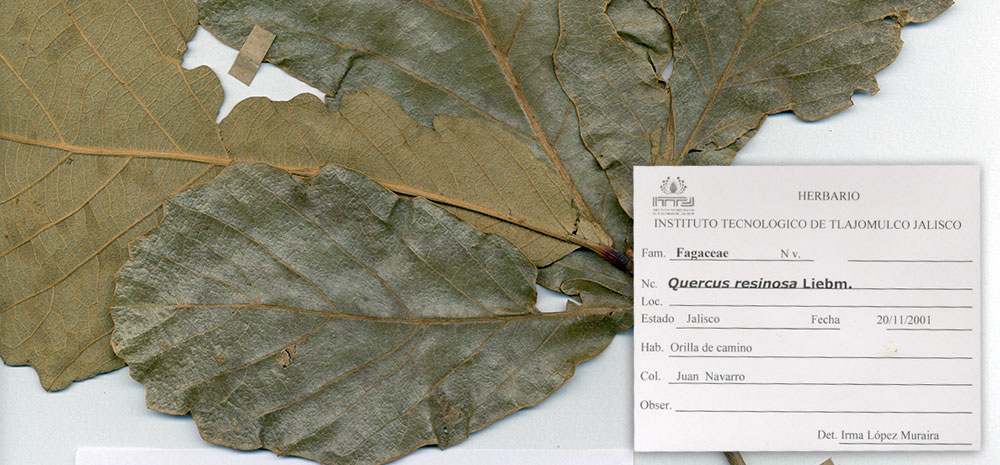 HERBARIO
INSTITUTO TECNOLOGICO DE TLAJOMULCO JALISCO
Fam. Fagaceae N v.
Nc. Quercus resinosa Liebm.
Loc.
Estado Jalisco Fecha 20/11/2001
Hab. Orilla de camino
Col. Juan Navarro
Obser.
Det. Irma López Muraira